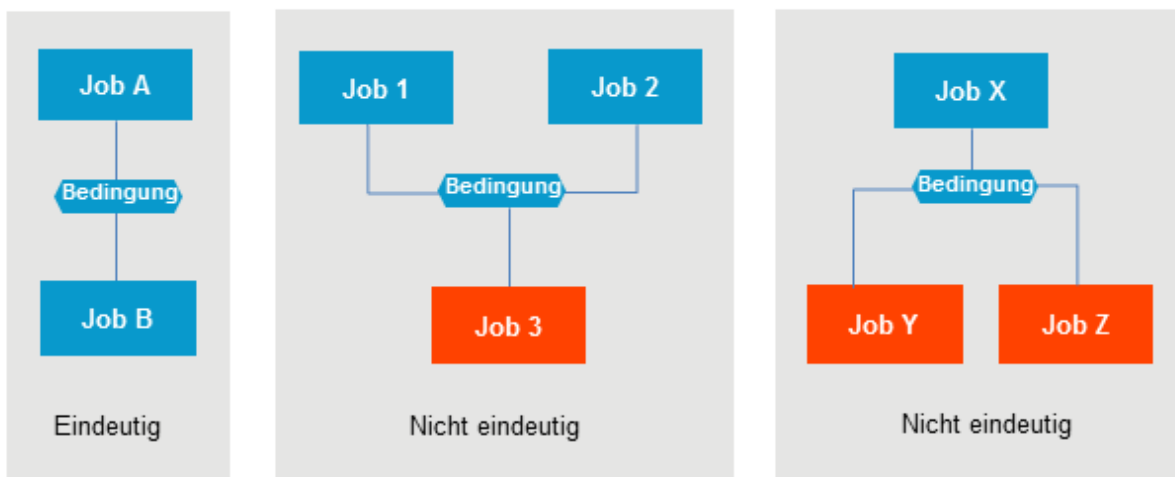 Job A
Bedingung
Job B
Eindeutig
Job 1
Job 2
Bedingung
Job 3
Nicht eindeutig
Job X
Bedingung
Job Y
Job Z
Nicht eindeutig